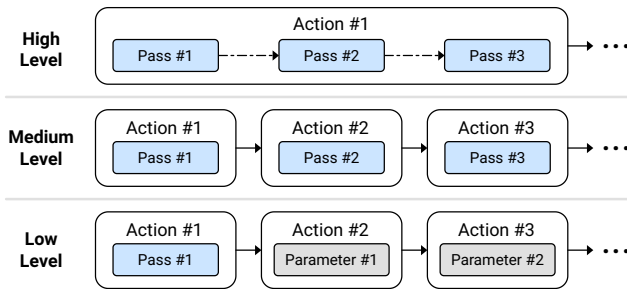 High
Level
Action #1
Pass #1
Pass #2
Pass #3
...
Medium
Level
Action #1
Pass #1
Action #2
Pass #2
Action #3
Pass #3
...
Low
Level
Action #1
Pass #1
Action #2
Parameter #1
Action #3
Parameter #2
...